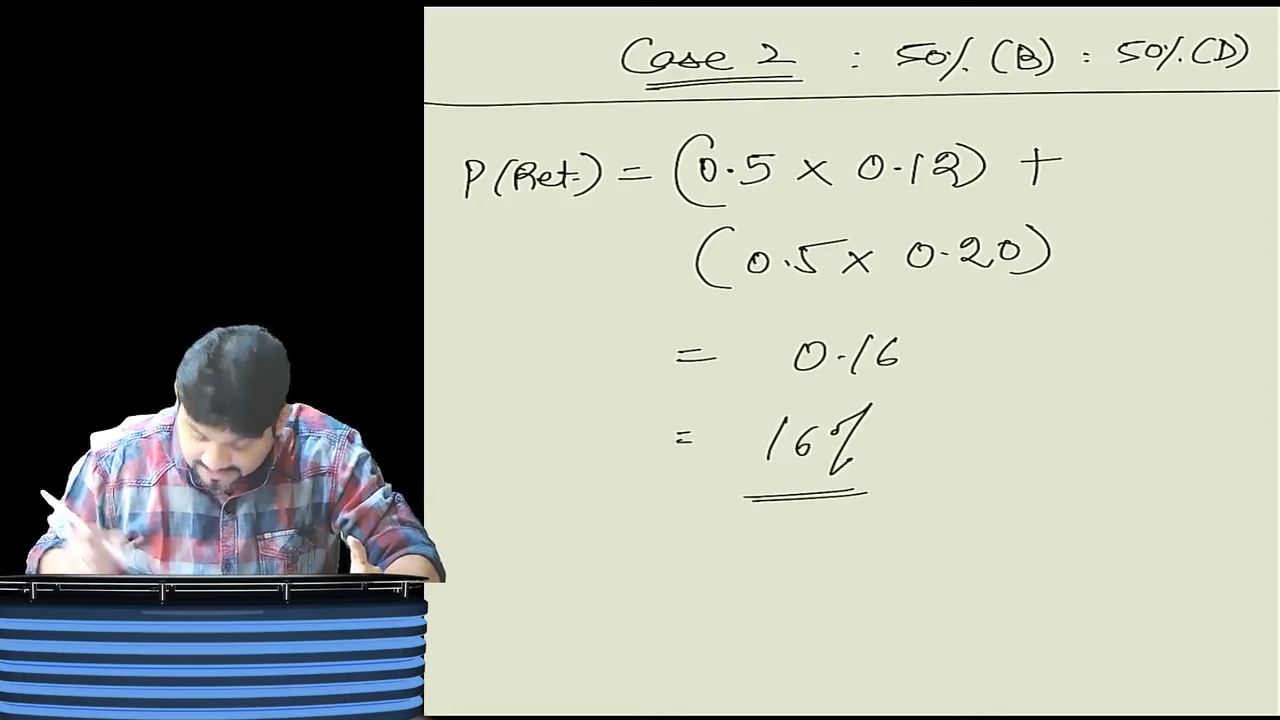 Case 2 : 50% (B) : 50% (D)
P(Ret.) = (0.5 x 0.12) +
(0.5 x 0.20)
= 0.16
= 16%